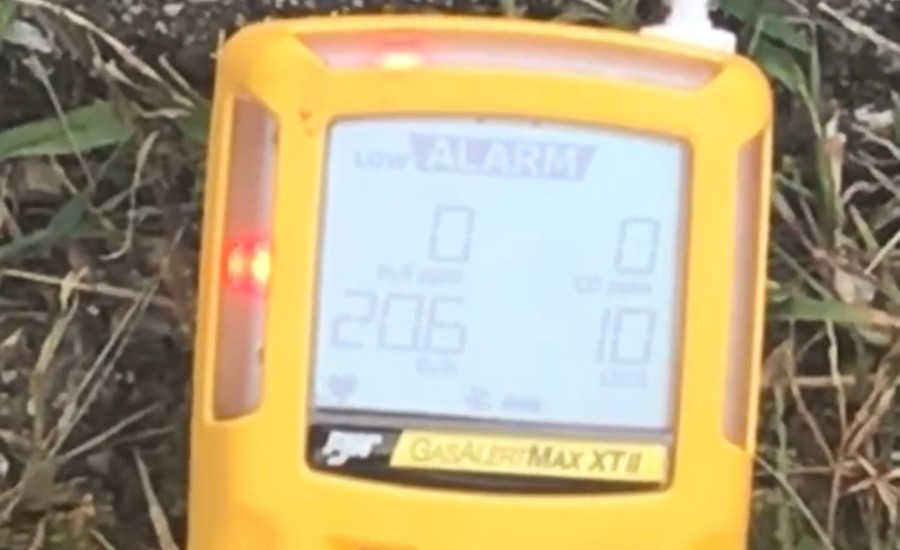 LOW ALARM
0 0
H2S ppm CO ppm
20.6 10
O2% %LEL
GASALERTMAX XT II